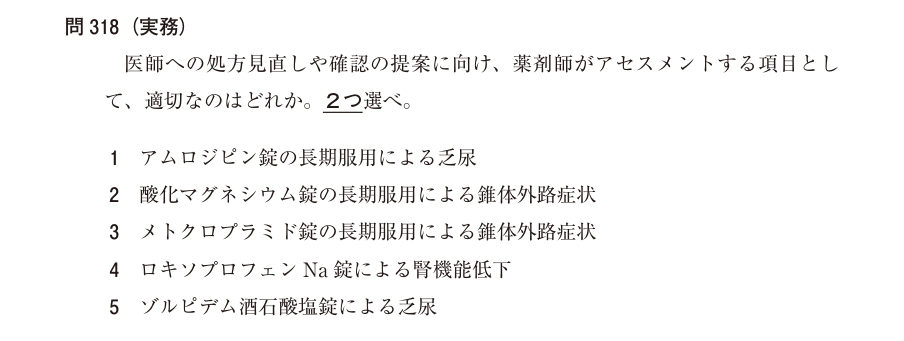 問 318（実務）
医師への処方見直しや確認の提案に向け、薬剤師がアセスメントする項目とし
て、適切なのはどれか。２つ選べ。
1 アムロジピン錠の長期服用による乏尿
2 酸化マグネシウム錠の長期服用による錐体外路症状
3 メトクロプラミド錠の長期服用による錐体外路症状
4 ロキソプロフェン Na 錠による腎機能低下
5 ゾルピデム酒石酸塩錠による乏尿